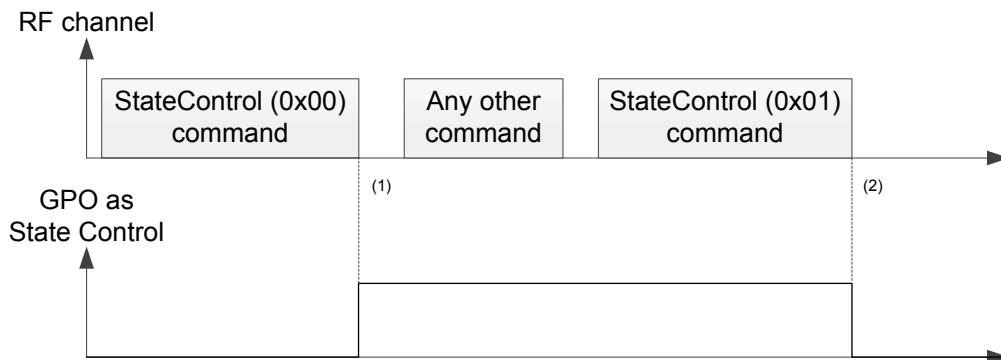 RF channel
StateControl (0x00)
command
Any other
command
StateControl (0x01)
command
(1)
(2)
GPO as
State Control